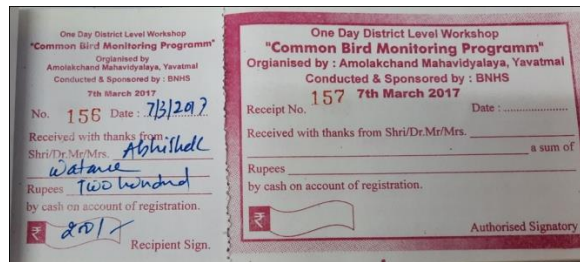 One Day District Level Workshop
"Common Bird Monitoring Programm"
Orgianised by :
Amolakchand Mahavidyalaya, Yavatmal
Conducted & Sponsored by : BNHS
7th March 2017
No. 156 Date : 7/3/2017
Received with thanks from
Shri/Dr.Mr/Mrs. Abhishek
Watane
Rupees Two hundred
by cash on account of registration.
₹ 200/-
Recipient Sign.
One Day District Level Workshop
"Common Bird Monitoring Programm"
Orgianised by : Amolakchand Mahavidyalaya, Yavatmal
Conducted & Sponsored by : BNHS
157 7th March 2017
Receipt No. Date : ......................
Received with thanks from Shri/Dr.Mr/Mrs.
a sum of
Rupees
by cash on account of registration.
₹
Authorised Signatory